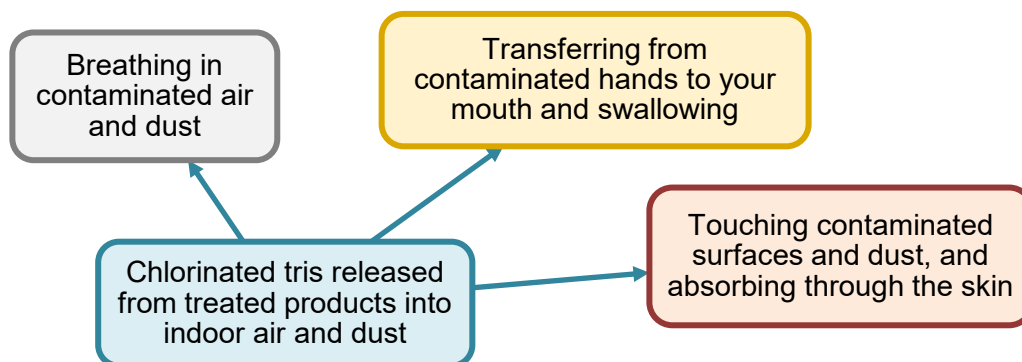 Breathing in
contaminated air
and dust
Transferring from
contaminated hands to your
mouth and swallowing
Touching contaminated
surfaces and dust, and
absorbing through the skin
Chlorinated tris released
from treated products into
indoor air and dust